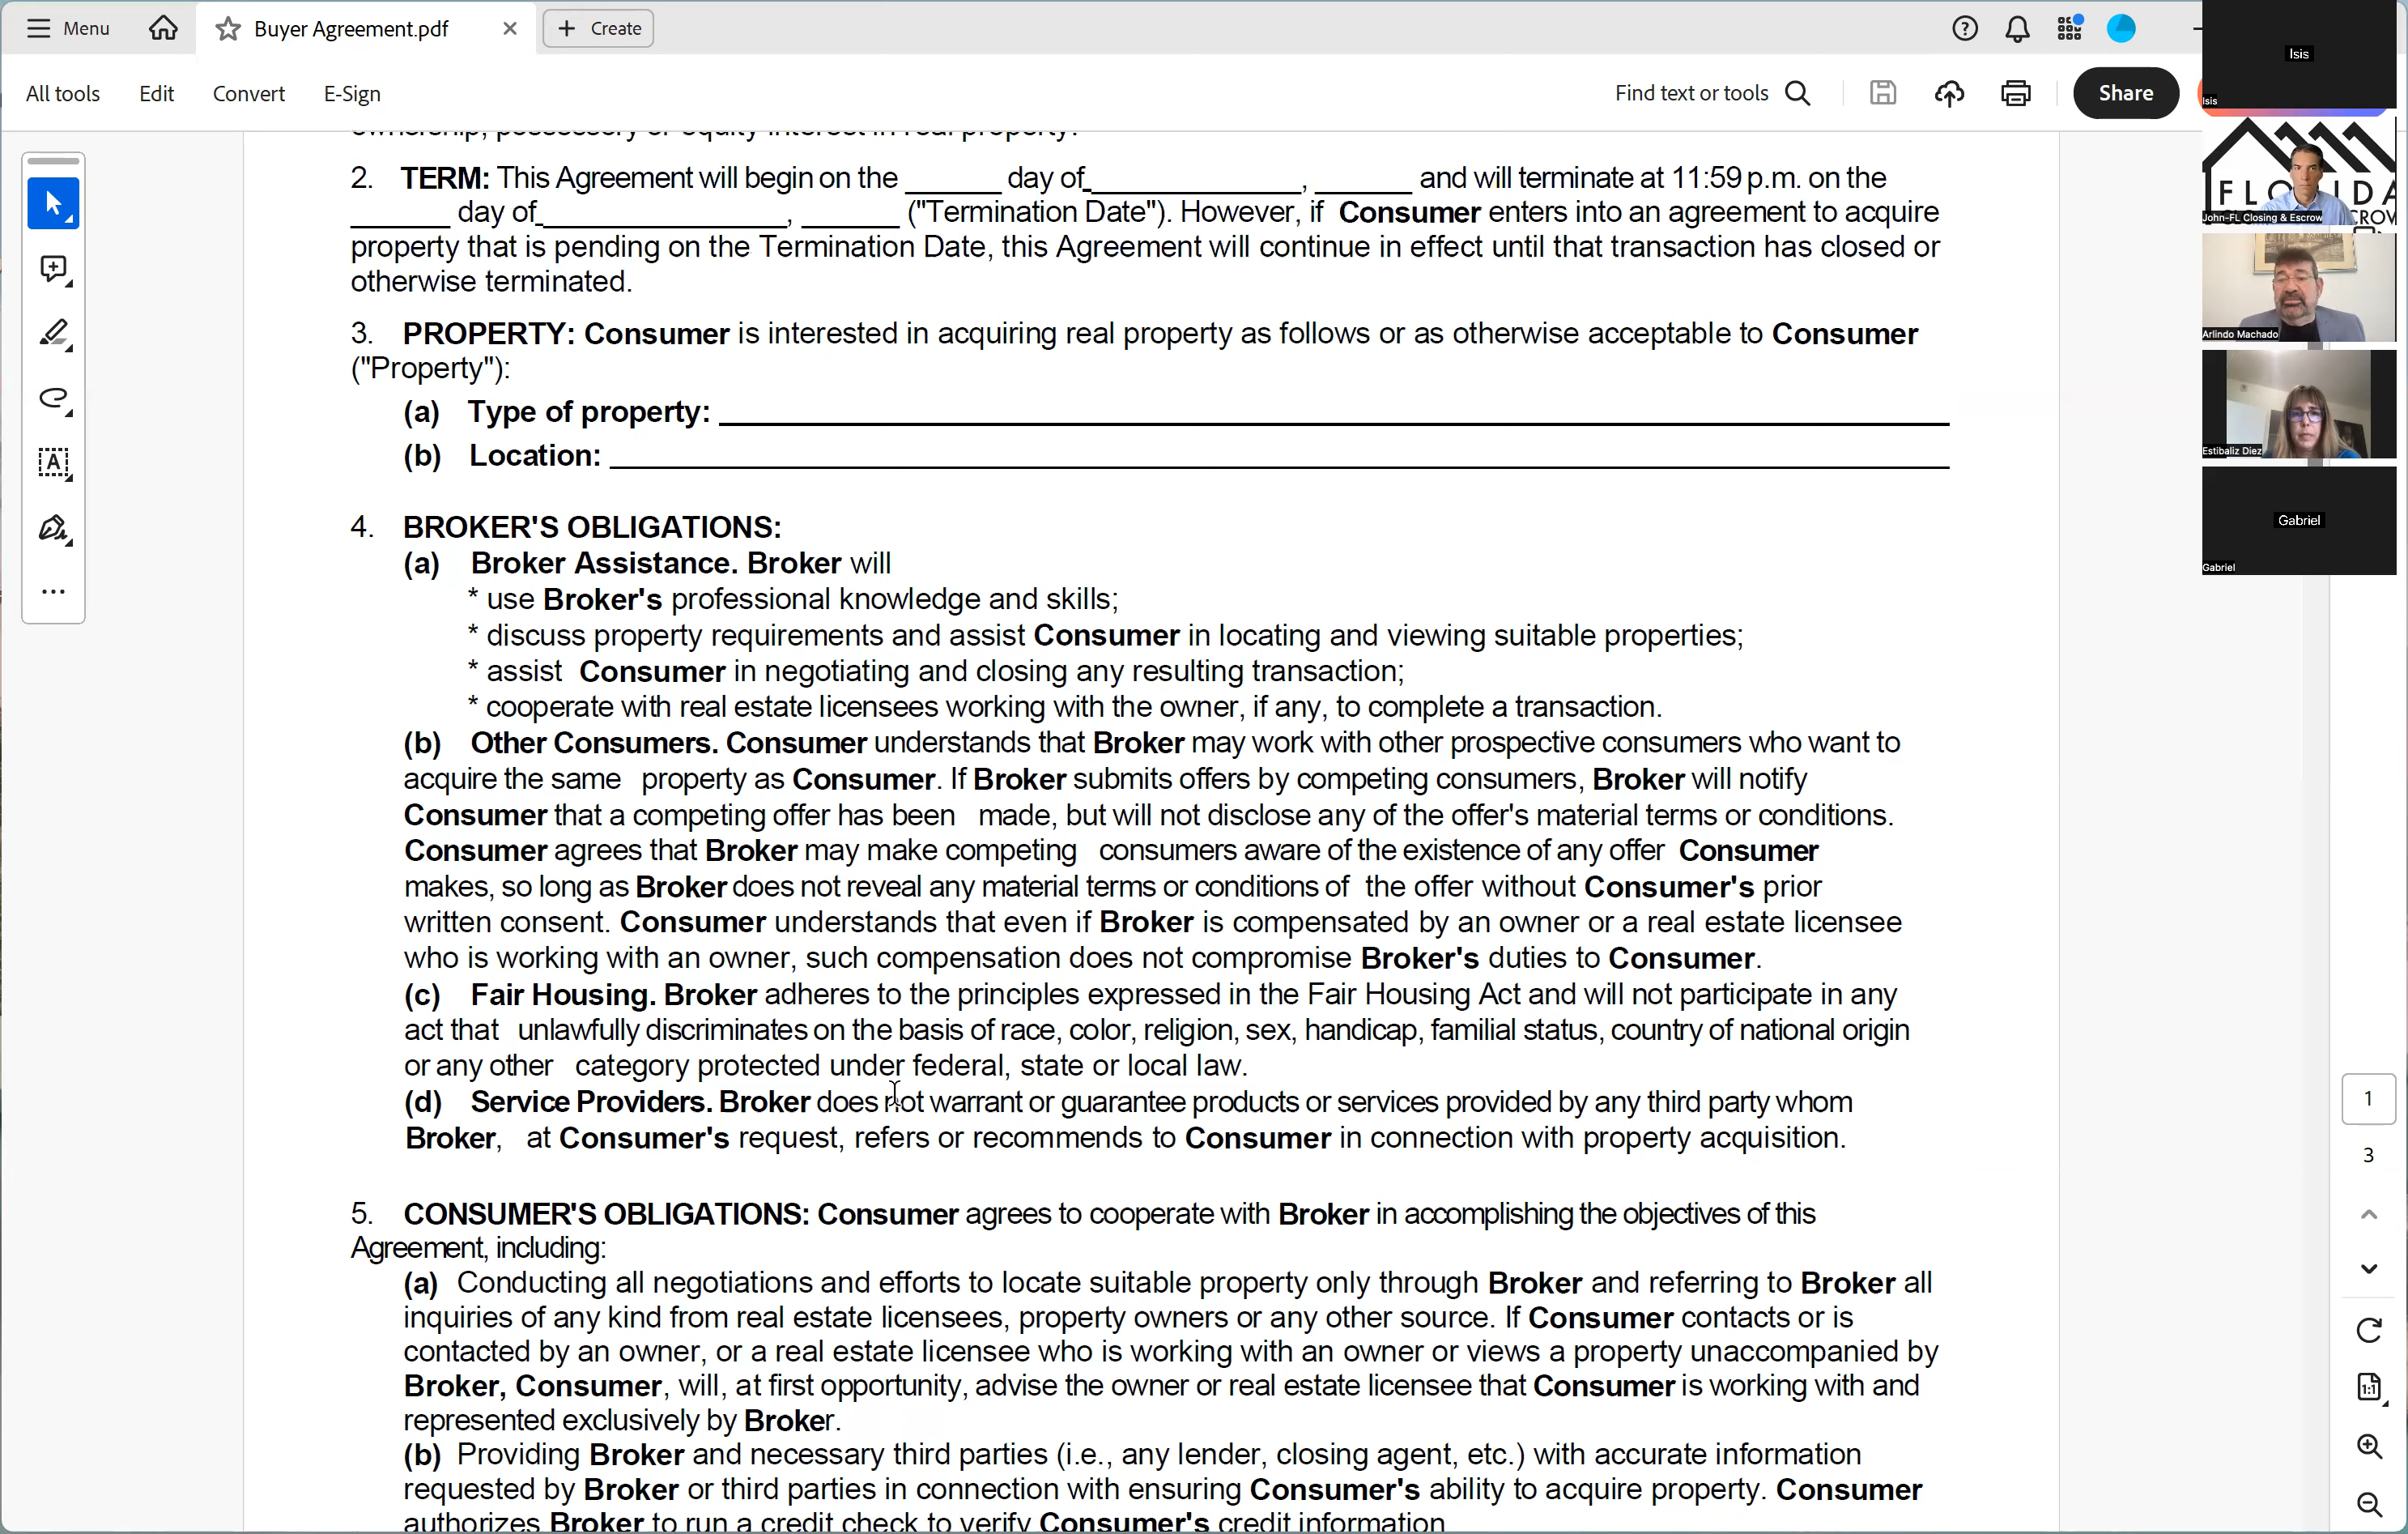 Menu
Buyer Agreement.pdf
Create
All tools
Edit
Convert
E-Sign
Find text or tools
Share
ownership, possessory or equity interest in real property.
2. TERM: This Agreement will begin on the ______ day of_____________, ______ and will terminate at 11:59 p.m. on the
______ day of_______________, ______ ("Termination Date"). However, if Consumer enters into an agreement to acquire
property that is pending on the Termination Date, this Agreement will continue in effect until that transaction has closed or
otherwise terminated.
3. PROPERTY: Consumer is interested in acquiring real property as follows or as otherwise acceptable to Consumer
("Property"):
(a) Type of property:
(b) Location:
4. BROKER'S OBLIGATIONS:
(a) Broker Assistance. Broker will
* use Broker's professional knowledge and skills;
* discuss property requirements and assist Consumer in locating and viewing suitable properties;
* assist Consumer in negotiating and closing any resulting transaction;
* cooperate with real estate licensees working with the owner, if any, to complete a transaction.
(b) Other Consumers. Consumer understands that Broker may work with other prospective consumers who want to
acquire the same property as Consumer. If Broker submits offers by competing consumers, Broker will notify
Consumer that a competing offer has been made, but will not disclose any of the offer's material terms or conditions.
Consumer agrees that Broker may make competing consumers aware of the existence of any offer Consumer
makes, so long as Broker does not reveal any material terms or conditions of the offer without Consumer's prior
written consent. Consumer understands that even if Broker is compensated by an owner or a real estate licensee
who is working with an owner, such compensation does not compromise Broker's duties to Consumer.
(c) Fair Housing. Broker adheres to the principles expressed in the Fair Housing Act and will not participate in any
act that unlawfully discriminates on the basis of race, color, religion, sex, handicap, familial status, country of national origin
or any other category protected under federal, state or local law.
(d) Service Providers. Broker does not warrant or guarantee products or services provided by any third party whom
Broker, at Consumer's request, refers or recommends to Consumer in connection with property acquisition.
5. CONSUMER'S OBLIGATIONS: Consumer agrees to cooperate with Broker in accomplishing the objectives of this
Agreement, including:
(a) Conducting all negotiations and efforts to locate suitable property only through Broker and referring to Broker all
inquiries of any kind from real estate licensees, property owners or any other source. If Consumer contacts or is
contacted by an owner, or a real estate licensee who is working with an owner or views a property unaccompanied by
Broker, Consumer, will, at first opportunity, advise the owner or real estate licensee that Consumer is working with and
represented exclusively by Broker.
(b) Providing Broker and necessary third parties (i.e., any lender, closing agent, etc.) with accurate information
requested by Broker or third parties in connection with ensuring Consumer's ability to acquire property. Consumer
authorizes Broker to run a credit check to verify Consumer's credit information
Isis
Isis
John-FL Closing & Escrow
Arlindo Machado
Estibaliz Diez
Gabriel
Gabriel
1
3
1:1